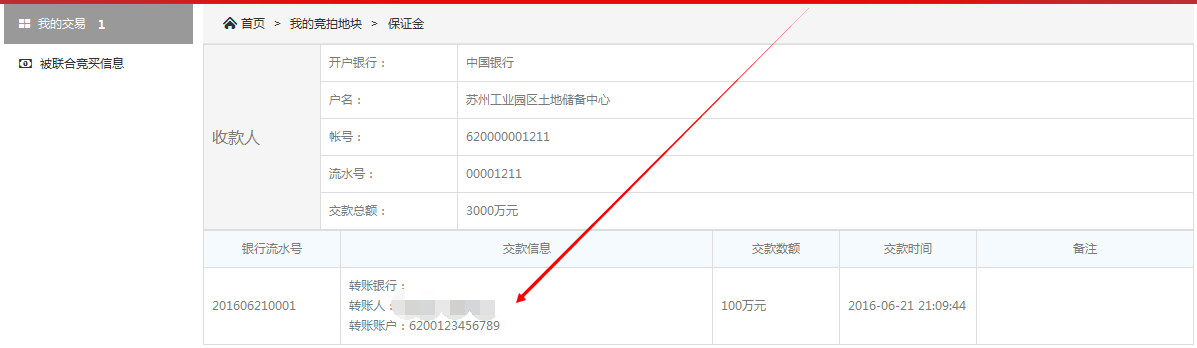 我的交易 1
首页 > 我的竞拍地块 > 保证金
被联合竞买信息
收款人
开户银行： 中国银行
户名： 苏州工业园区土地储备中心
帐号： 620000001211
流水号： 00001211
交款总额： 3000万元
银行流水号 交款信息 交款数额 交款时间 备注
201606210001
转账银行：
转账人：
转账账户：6200123456789
100万元
2016-06-21 21:09:44